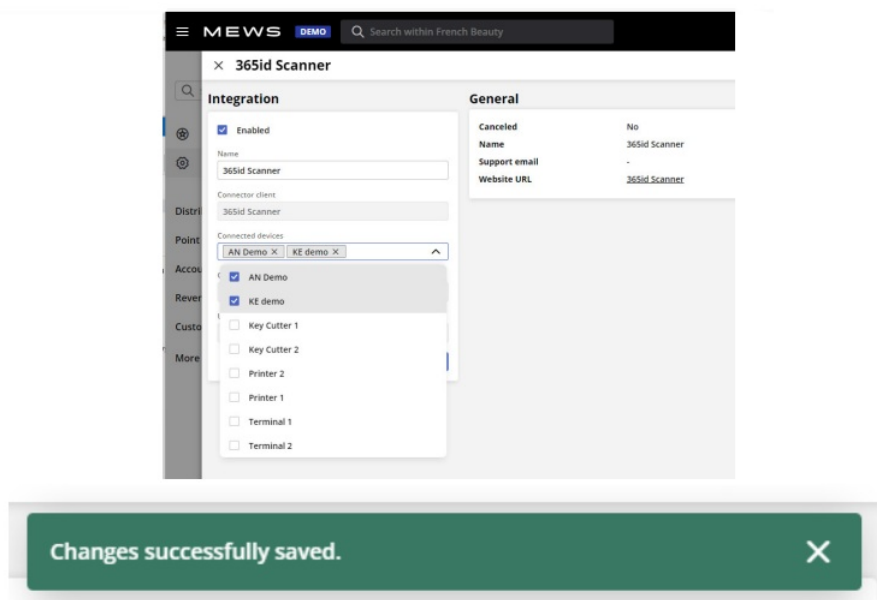 MEWS DEMO Search within French Beauty
× 365id Scanner
Integration
Enabled
Name
365id Scanner
Connector client
365id Scanner
Connected devices
AN Demo × KE demo ×
AN Demo
KE demo
Key Cutter 1
Key Cutter 2
Printer 2
Printer 1
Terminal 1
Terminal 2
General
Canceled No
Name 365id Scanner
Support email -
Website URL 365id Scanner
Distri
Point
Accou
Rever
Custo
More
Changes successfully saved.